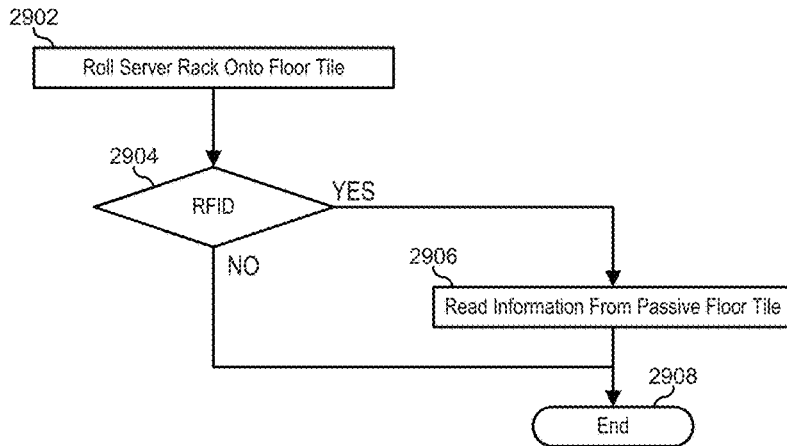 2902
Roll Server Rack Onto Floor Tile
2904
RFID
YES
NO
2906
Read Information From Passive Floor Tile
2908
End